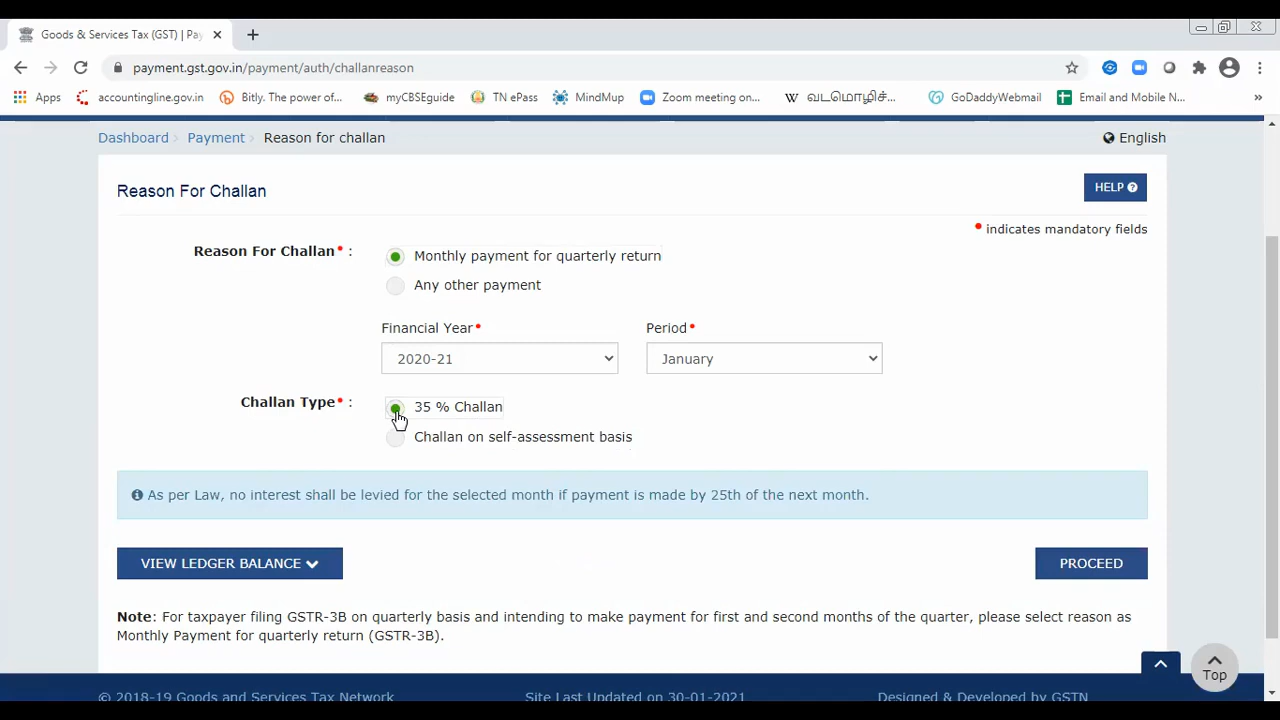 Goods & Services Tax (GST) | Pay
payment.gst.gov.in/payment/auth/challanreason
Apps accountingline.gov.in Bitly. The power of... myCBSEguide TN ePass MindMup Zoom meeting on... W வடமொழிச்... GoDaddyWebmail Email and Mobile N... »
Dashboard Payment Reason for challan English
Reason For Challan HELP
• indicates mandatory fields
Reason For Challan• : Monthly payment for quarterly return
Any other payment
Financial Year• Period•
2020-21 January
Challan Type• : 35 % Challan
Challan on self-assessment basis
As per Law, no interest shall be levied for the selected month if payment is made by 25th of the next month.
VIEW LEDGER BALANCE PROCEED
Note: For taxpayer filing GSTR-3B on quarterly basis and intending to make payment for first and second months of the quarter, please select reason as
Monthly Payment for quarterly return (GSTR-3B).
Top
© 2018-19 Goods and Services Tax Network Site Last Updated on 30-01-2021 Designed & Developed by GSTN